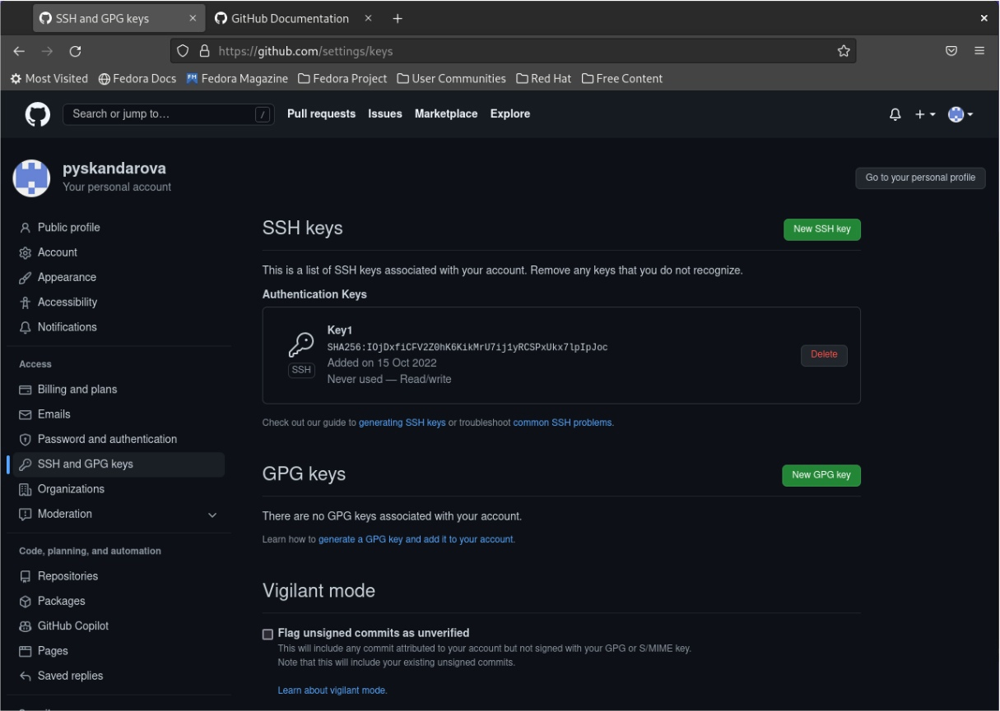 SSH and GPG keys
GitHub Documentation
https://github.com/settings/keys
Most Visited Fedora Docs Fedora Magazine Fedora Project User Communities Red Hat Free Content
Search or jump to… /
Pull requests Issues Marketplace Explore
pyskandarova
Your personal account
Go to your personal profile
Public profile
Account
Appearance
Accessibility
Notifications
Access
Billing and plans
Emails
Password and authentication
SSH and GPG keys
Organizations
Moderation
Code, planning, and automation
Repositories
Packages
GitHub Copilot
Pages
Saved replies
SSH keys
New SSH key
This is a list of SSH keys associated with your account. Remove any keys that you do not recognize.
Authentication Keys
SSH
Key1
SHA256:IOjDxfiCFV2Z0hK6KikMrU7ij1yRCSPxUkx7lpIpJoc
Added on 15 Oct 2022
Never used — Read/write
Delete
Check out our guide to generating SSH keys or troubleshoot common SSH problems.
GPG keys
New GPG key
There are no GPG keys associated with your account.
Learn how to generate a GPG key and add it to your account.
Vigilant mode
Flag unsigned commits as unverified
This will include any commit attributed to your account but not signed with your GPG or S/MIME key.
Note that this will include your existing unsigned commits.
Learn about vigilant mode.